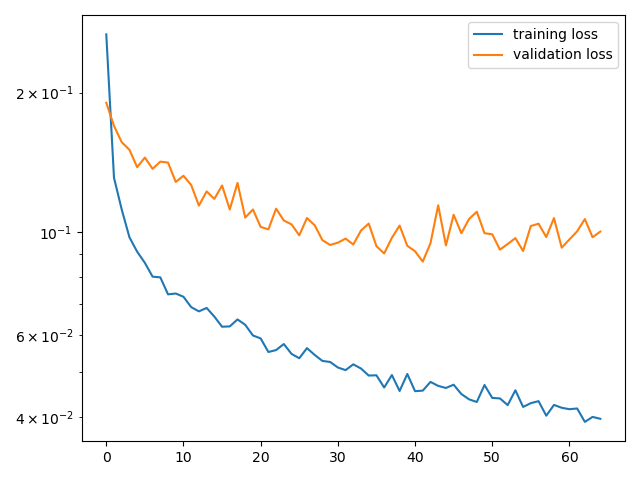 training loss
validation loss
2 × 10⁻¹
10⁻¹
6 × 10⁻²
4 × 10⁻²
0 10 20 30 40 50 60